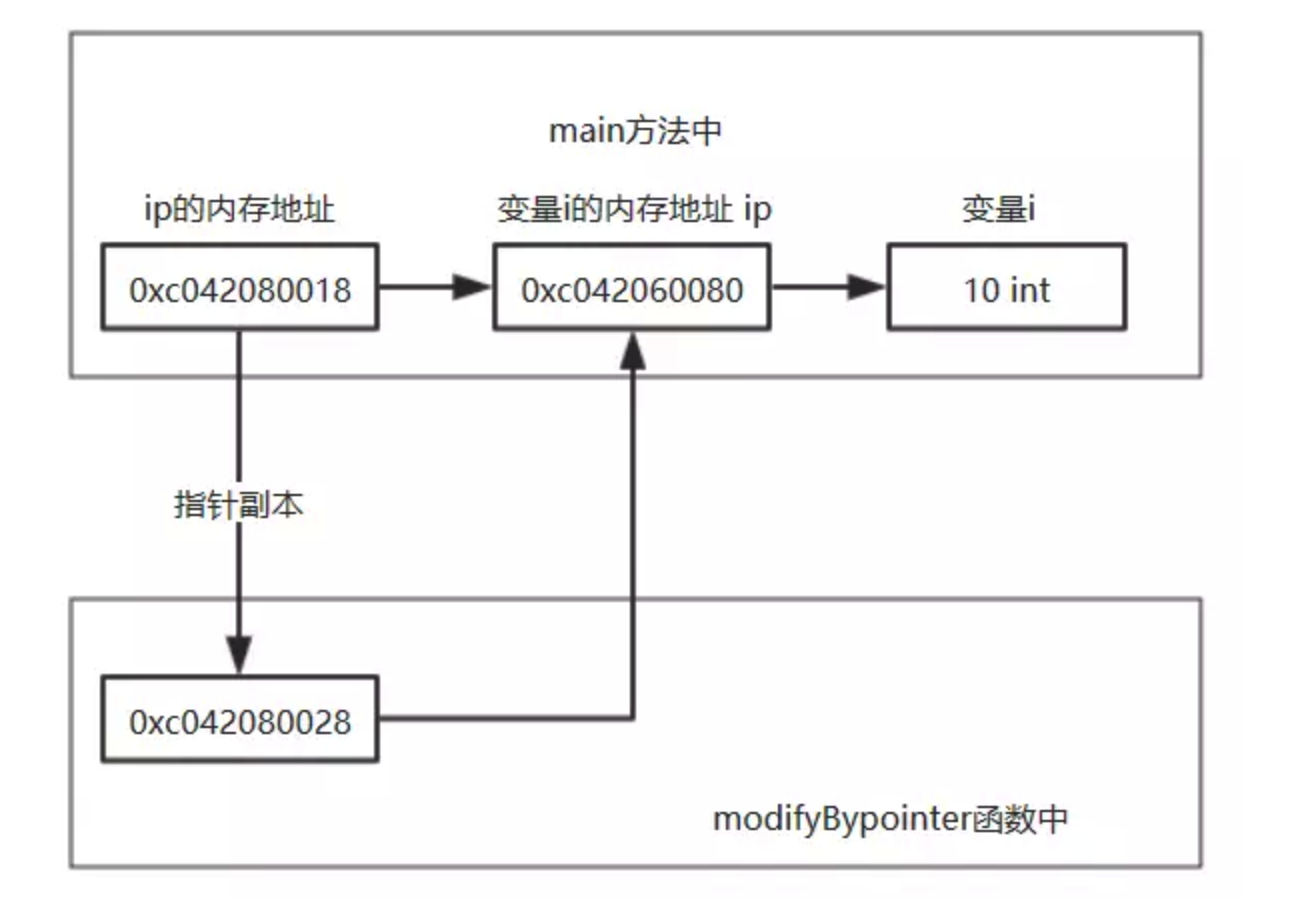 main方法中
ip的内存地址
变量i的内存地址 ip
变量i
0xc042080018
0xc042060080
10 int
指针副本
0xc042080028
modifyBypointer函数中